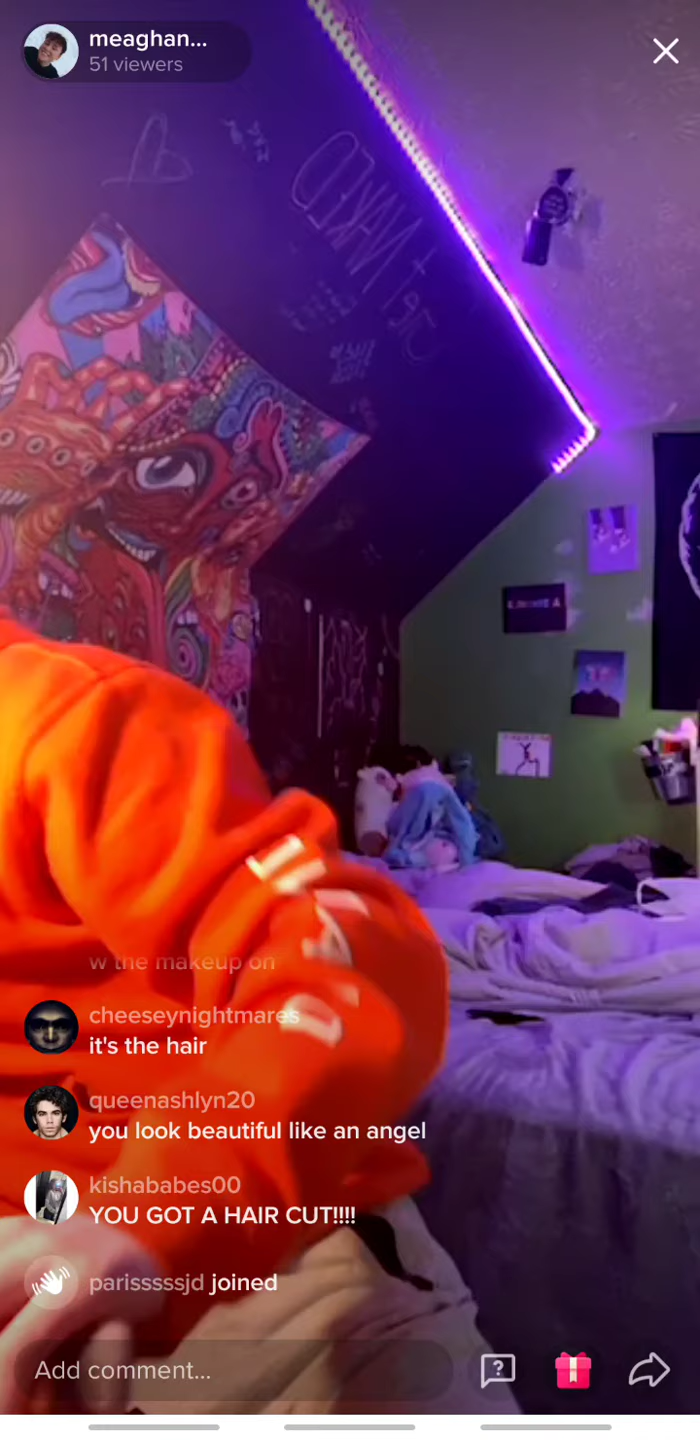 meaghan...
51 viewers
w the makeup on
cheeseynightmares
it's the hair
queenashlyn20
you look beautiful like an angel
kishababes00
YOU GOT A HAIR CUT!!!!
parisssssjd joined
Add comment...